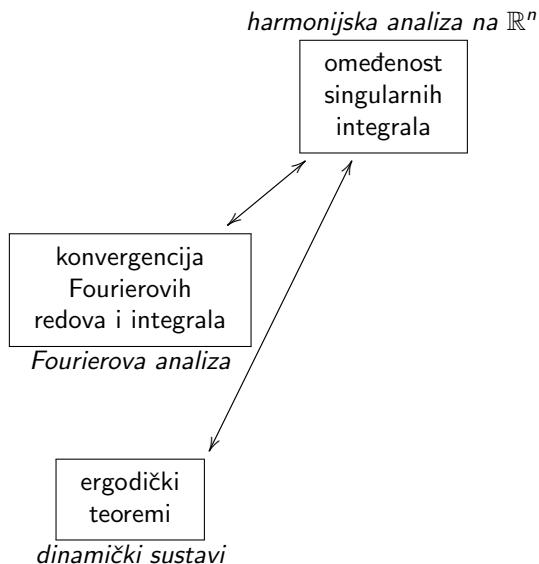 harmonijska analiza na ℝⁿ
omeđenost
singularnih
integrala
konvergencija
Fourierovih
redova i integrala
Fourierova analiza
ergodički
teoremi
dinamički sustavi